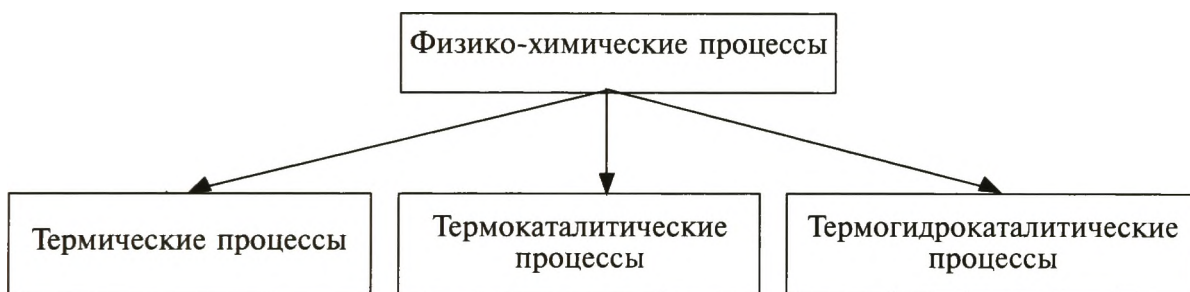 Физико-химические процессы
Термические процессы
Термокаталитические
процессы
Термогидрокаталитические
процессы